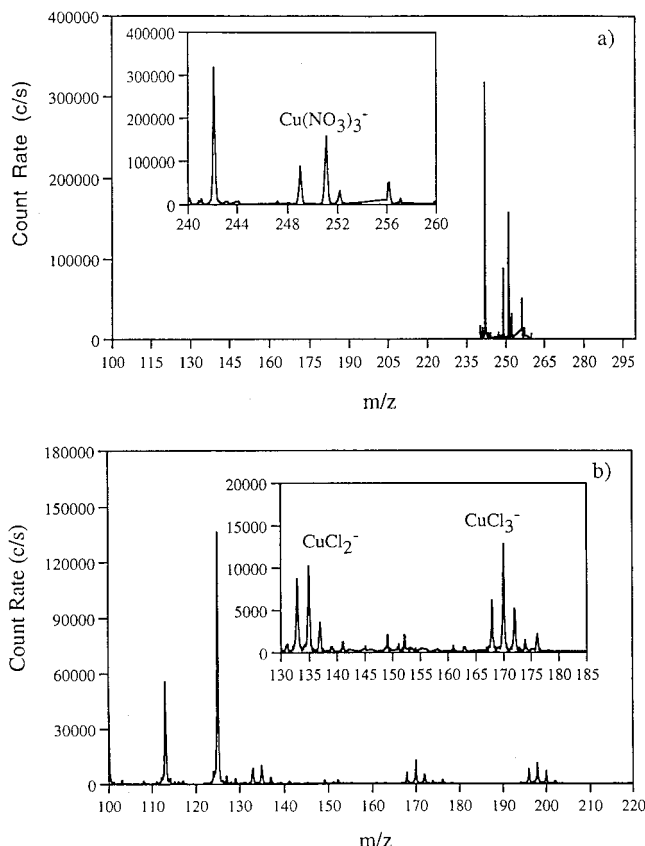 400000
300000
200000
100000
0
Count Rate (c/s)
a)
400000
300000
200000
100000
0
Cu(NO3)3-
240 244 248 252 256 260
100 115 130 145 160 175 190 205 220 235 250 265 280 295
m/z
180000
150000
120000
90000
60000
30000
0
Count Rate (c/s)
b)
20000
15000
10000
5000
0
CuCl2-
CuCl3-
130 135 140 145 150 155 160 165 170 175 180 185
100 110 120 130 140 150 160 170 180 190 200 210 220
m/z